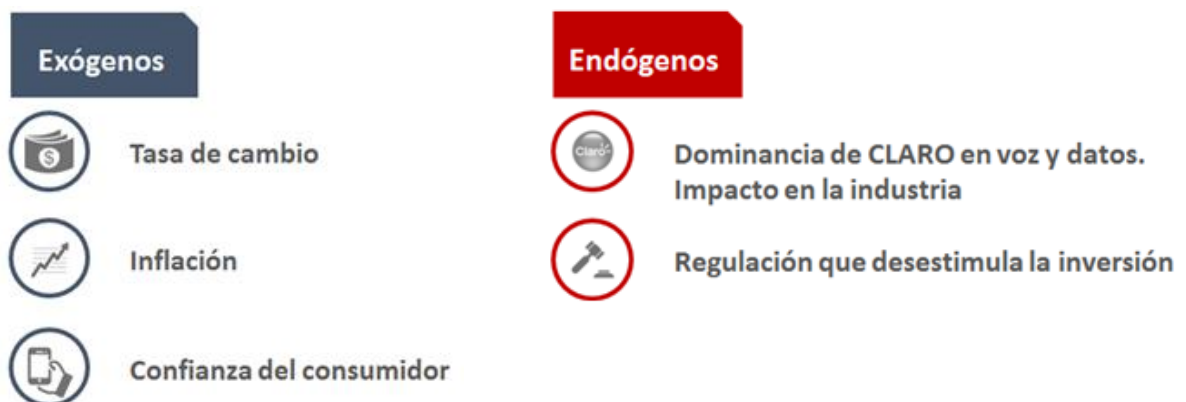 Exógenos
Tasa de cambio
Inflación
Confianza del consumidor
Endógenos
Claro
Dominancia de CLARO en voz y datos.
Impacto en la industria
Regulación que desestimula la inversión